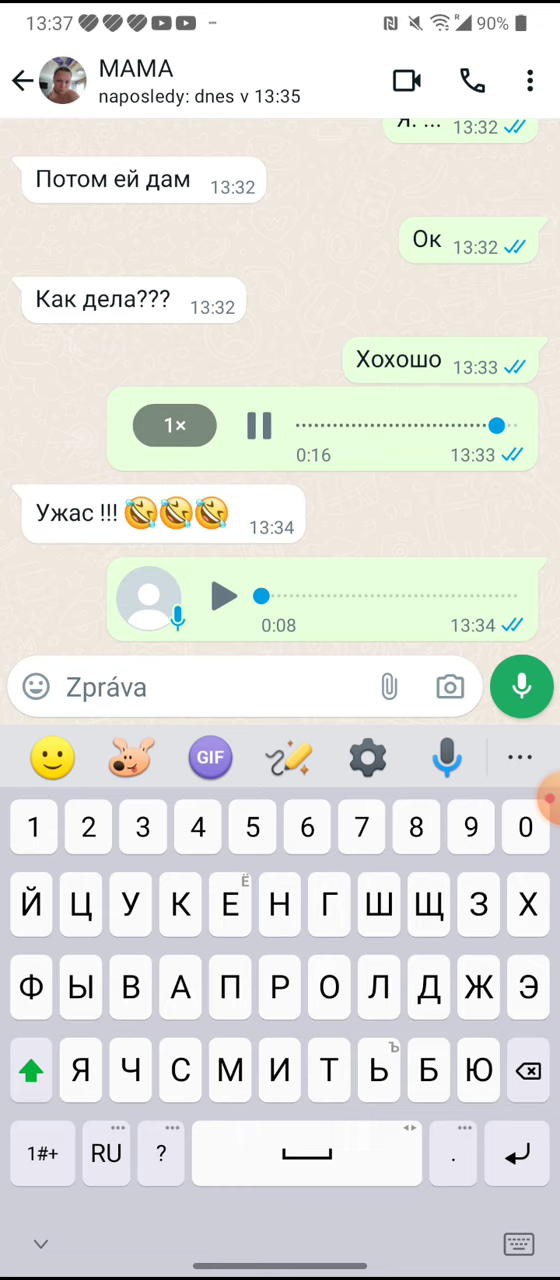 13:37
90%
МАМА
naposledy: dnes v 13:35
13:32
Потом ей дам 13:32
Ок 13:32
Как дела??? 13:32
Хохошо 13:33
1×
0:16 13:33
Ужас !!! 🤣🤣🤣 13:34
0:08 13:34
Zpráva
GIF
1 2 3 4 5 6 7 8 9 0
Й Ц У К Е Ё Н Г Ш Щ З Х
Ф Ы В А П Р О Л Д Ж Э
Я Ч С М И Т Ь Ъ Б Ю
1#+ RU ? .